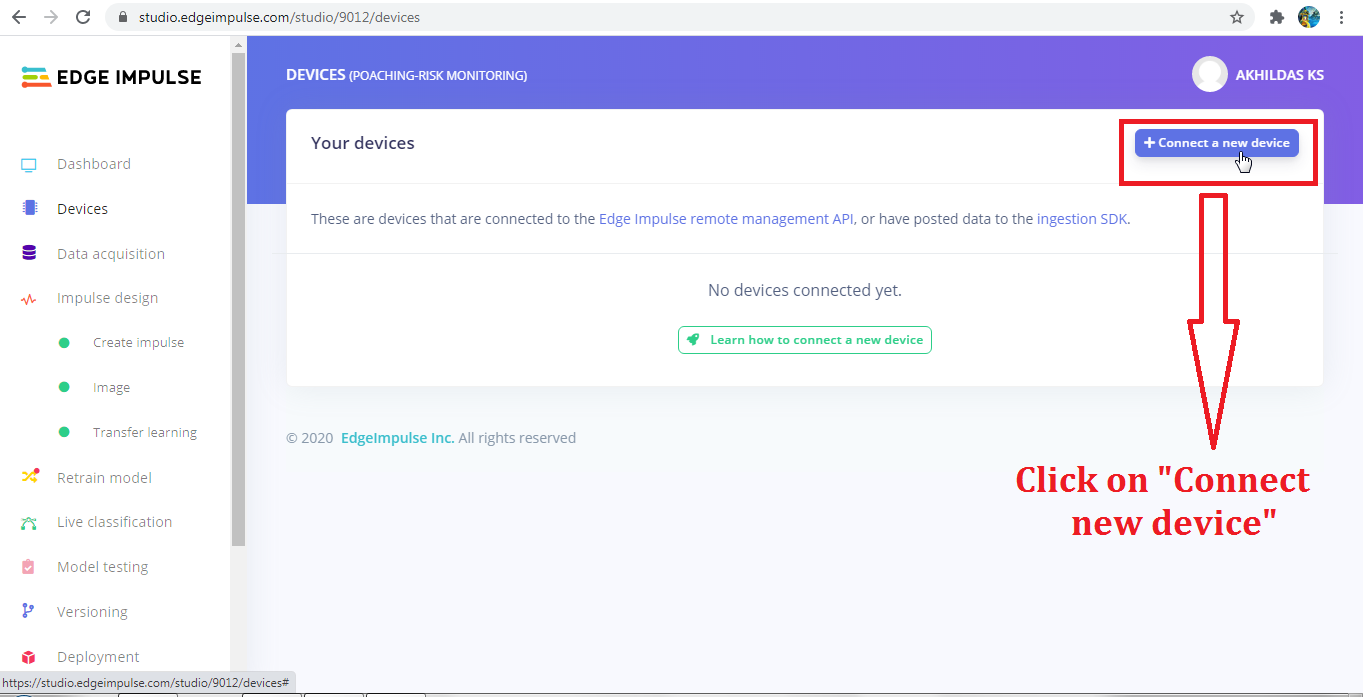 studio.edgeimpulse.com/studio/9012/devices
EDGE IMPULSE
DEVICES (POACHING-RISK MONITORING)
AKHILDAS KS
Your devices
+ Connect a new device
Dashboard
Devices
Data acquisition
Impulse design
Create impulse
Image
Transfer learning
Retrain model
Live classification
Model testing
Versioning
Deployment
These are devices that are connected to the Edge Impulse remote management API, or have posted data to the ingestion SDK.
No devices connected yet.
Learn how to connect a new device
© 2020 EdgeImpulse Inc. All rights reserved
Click on "Connect
new device"
https://studio.edgeimpulse.com/studio/9012/devices#